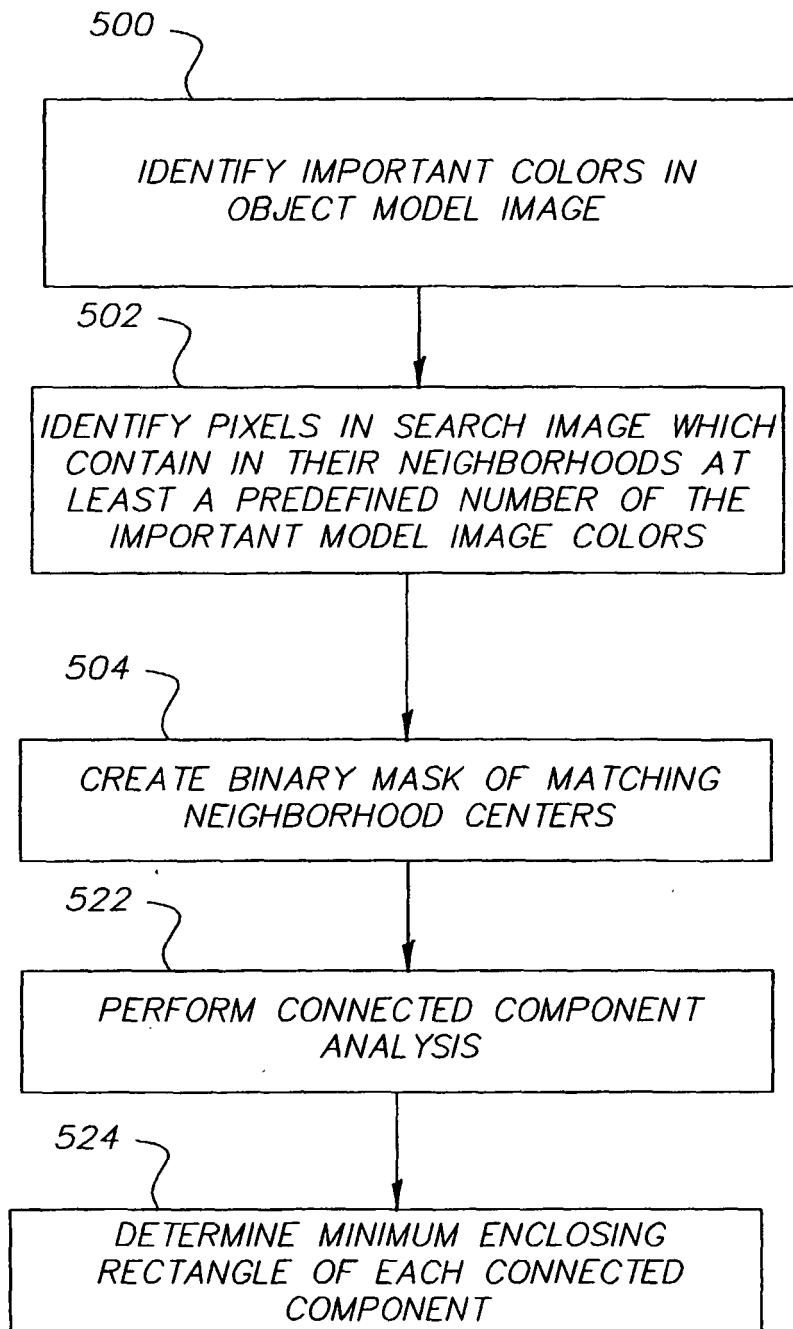 500
IDENTIFY IMPORTANT COLORS IN
OBJECT MODEL IMAGE
502
IDENTIFY PIXELS IN SEARCH IMAGE WHICH
CONTAIN IN THEIR NEIGHBORHOODS AT
LEAST A PREDEFINED NUMBER OF THE
IMPORTANT MODEL IMAGE COLORS
504
CREATE BINARY MASK OF MATCHING
NEIGHBORHOOD CENTERS
522
PERFORM CONNECTED COMPONENT
ANALYSIS
524
DETERMINE MINIMUM ENCLOSING
RECTANGLE OF EACH CONNECTED
COMPONENT